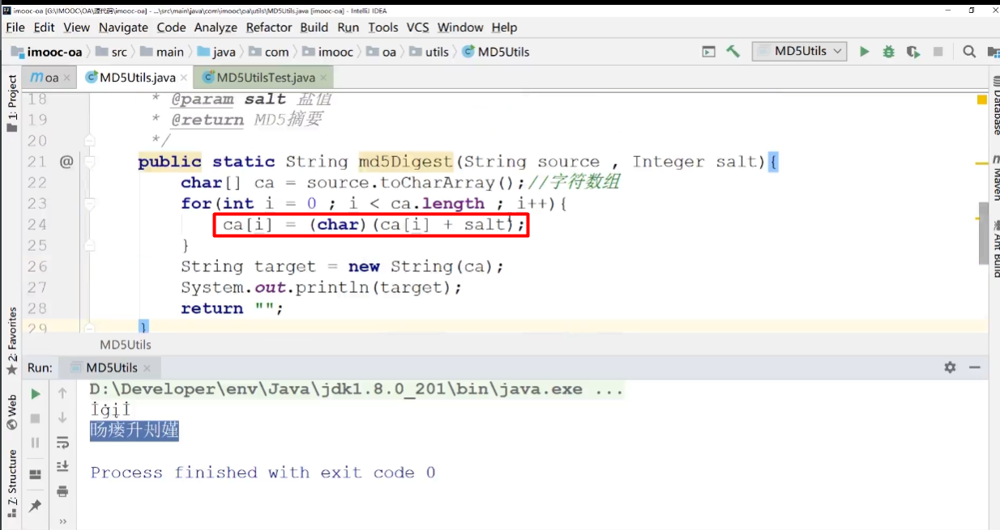 imooc-oa [G:\IMOOC\OA\源代码\imooc-oa] - ...\src\main\java\com\imooc\oa\utils\MD5Utils.java [imooc-oa] - IntelliJ IDEA
File Edit View Navigate Code Analyze Refactor Build Run Tools VCS Window Help
imooc-oa src main java com imooc oa utils MD5Utils MD5Utils
oa MD5Utils.java MD5UtilsTest.java
1: Project
Database
Maven
Ant Build
18 * @param salt 盐值
19 * @return MD5摘要
20 */
21 @ public static String md5Digest(String source , Integer salt){
22 char[] ca = source.toCharArray();//字符数组
23 for(int i = 0 ; i < ca.length ; i++){
24 ca[i] = (char)(ca[i] + salt);
25 }
26 String target = new String(ca);
27 System.out.println(target);
28 return "";
29 }
MD5Utils
2: Favorites
Web
Z: Structure
Run: MD5Utils
D:\Developer\env\Java\jdk1.8.0_201\bin\java.exe ...
Process finished with exit code 0